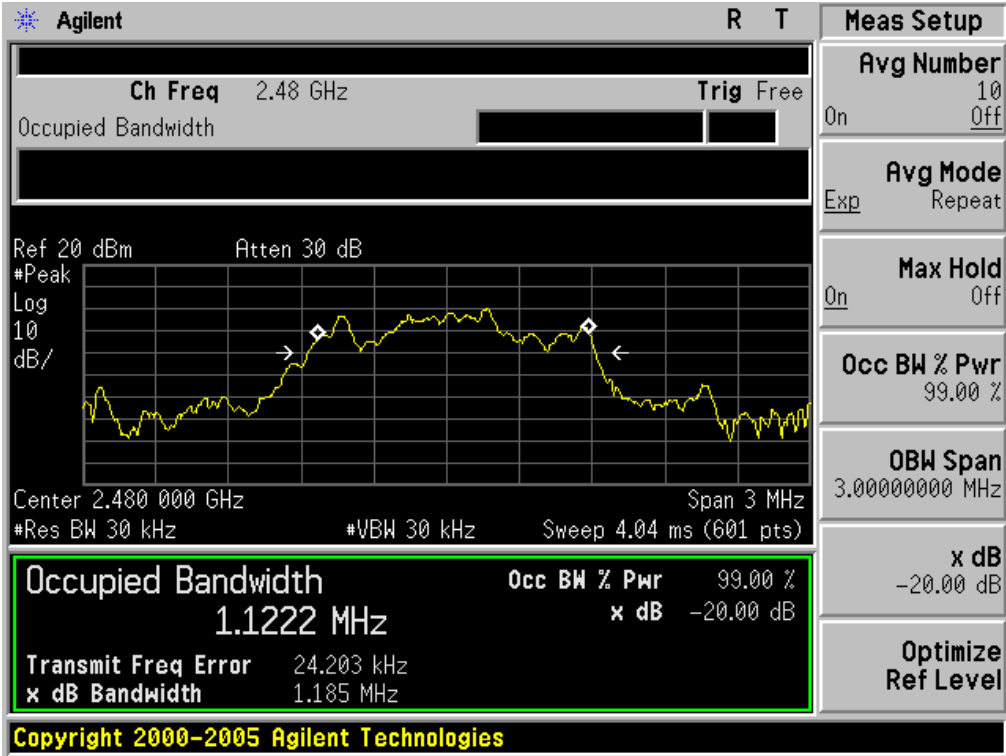 Agilent R T
Ch Freq 2.48 GHz Trig Free
Occupied Bandwidth
Ref 20 dBm Atten 30 dB
#Peak
Log
10
dB/
Center 2.480 000 GHz Span 3 MHz
#Res BW 30 kHz #VBW 30 kHz Sweep 4.04 ms (601 pts)
Occupied Bandwidth Occ BW % Pwr 99.00 %
1.1222 MHz x dB -20.00 dB
Transmit Freq Error 24.203 kHz
x dB Bandwidth 1.185 MHz
Copyright 2000-2005 Agilent Technologies
Meas Setup
Avg Number
10
On Off
Avg Mode
Exp Repeat
Max Hold
On Off
Occ BW % Pwr
99.00 %
OBW Span
3.00000000 MHz
x dB
-20.00 dB
Optimize
Ref Level